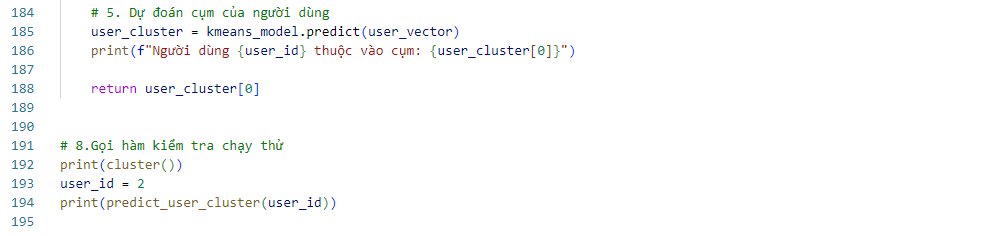 184 # 5. Dự đoán cụm của người dùng
185 user_cluster = kmeans_model.predict(user_vector)
186 print(f"Người dùng {user_id} thuộc vào cụm: {user_cluster[0]}")
187
188 return user_cluster[0]
189
190
191 # 8.Gọi hàm kiểm tra chạy thử
192 print(cluster())
193 user_id = 2
194 print(predict_user_cluster(user_id))
195